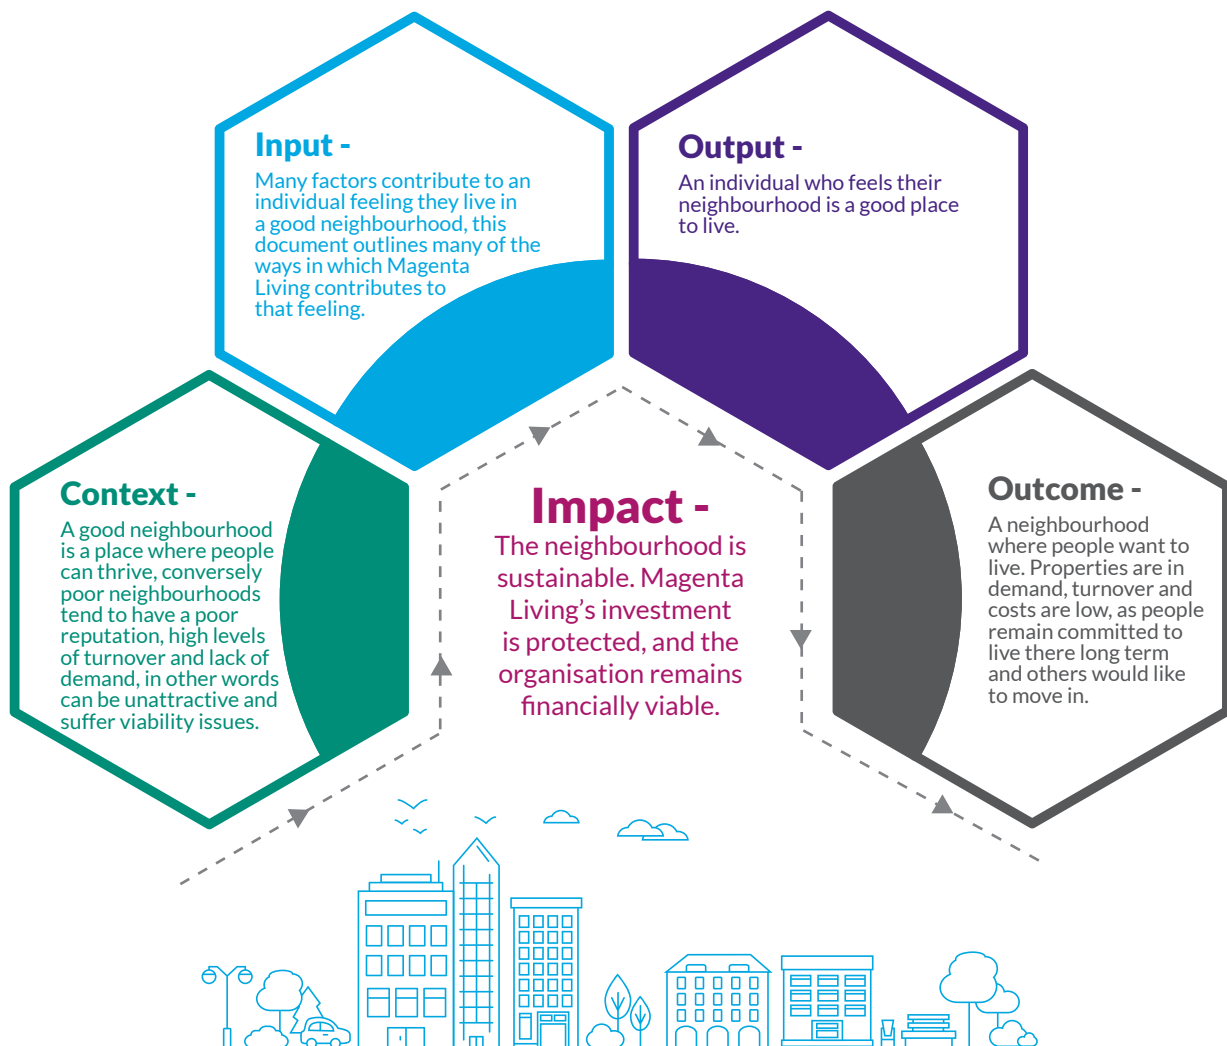 Context -
A good neighbourhood
is a place where people
can thrive, conversely
poor neighbourhoods
tend to have a poor
reputation, high levels
of turnover and lack of
demand, in other words
can be unattractive and
suffer viability issues.
Input -
Many factors contribute to an
individual feeling they live in
a good neighbourhood, this
document outlines many of the
ways in which Magenta
Living contributes to
that feeling.
Output -
An individual who feels their
neighbourhood is a good place
to live.
Outcome -
A neighbourhood
where people want to
live. Properties are in
demand, turnover and
costs are low, as people
remain committed to
live there long term
and others would like
to move in.
Impact -
The neighbourhood is
sustainable. Magenta
Living’s investment
is protected, and the
organisation remains
financially viable.